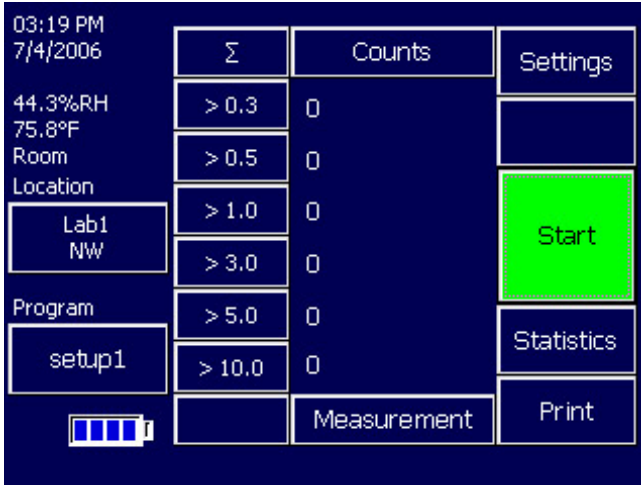 03:19 PM
7/4/2006
44.3%RH
75.8°F
Room
Location
Lab1
NW
Program
setup1
Σ
Counts
> 0.3
0
> 0.5
0
> 1.0
0
> 3.0
0
> 5.0
0
> 10.0
0
Measurement
Settings
Start
Statistics
Print